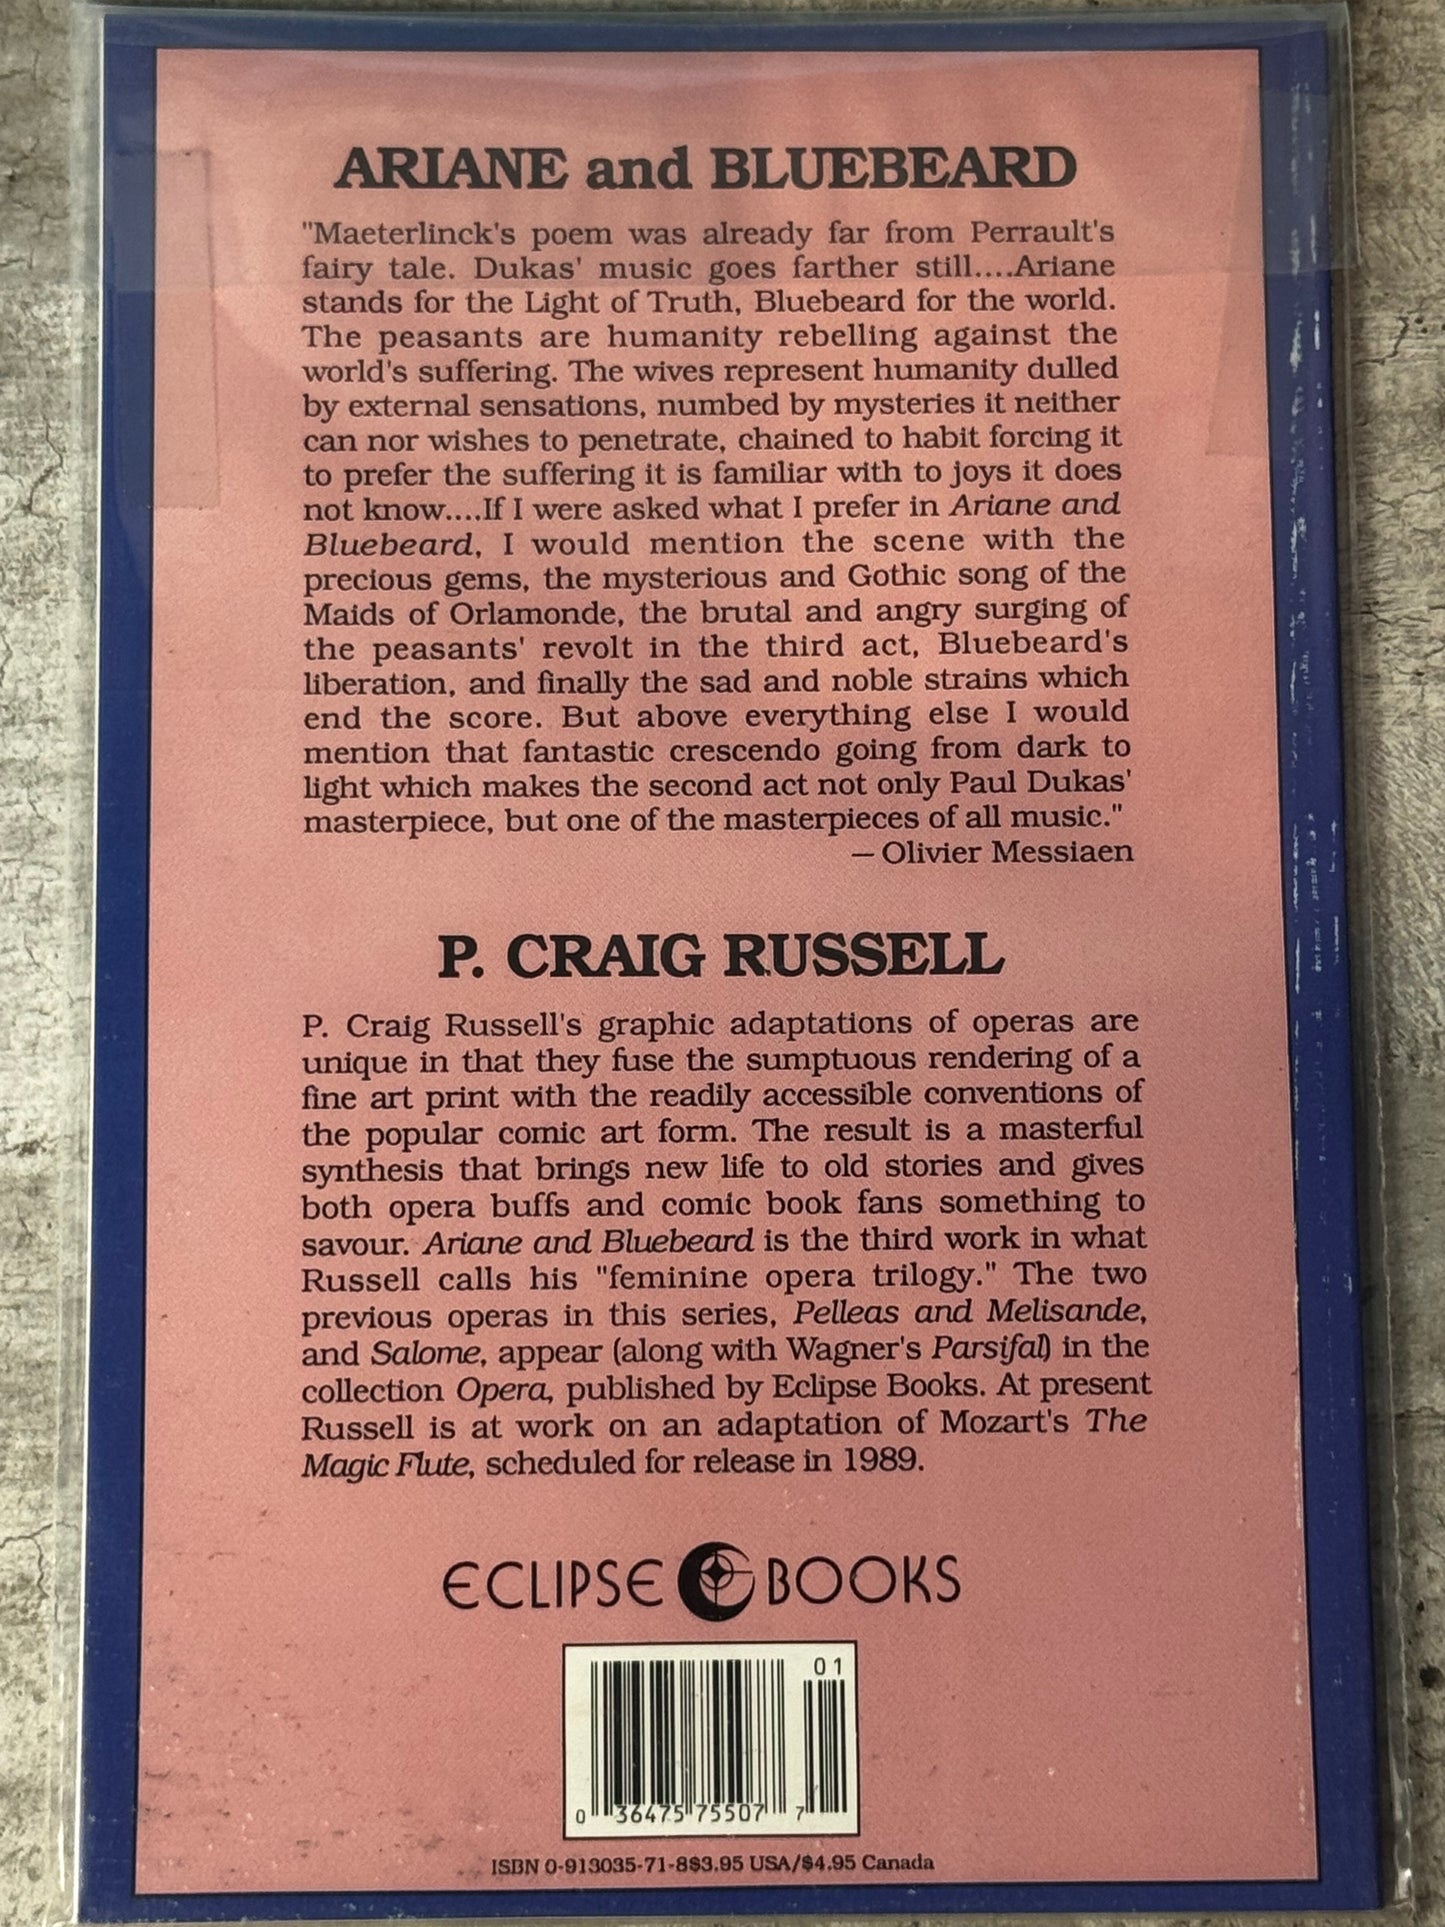 ARIANE and BLUEBEARD
"Maeterlinck's poem was already far from Perrault's
fairy tale. Dukas' music goes farther still....Ariane
stands for the Light of Truth, Bluebeard for the world.
The peasants are humanity rebelling against the
world's suffering. The wives represent humanity dulled
by external sensations, numbed by mysteries it neither
can nor wishes to penetrate, chained to habit forcing it
to prefer the suffering it is familiar with to joys it does
not know....If I were asked what I prefer in Ariane and
Bluebeard, I would mention the scene with the
precious gems, the mysterious and Gothic song of the
Maids of Orlamonde, the brutal and angry surging of
the peasants' revolt in the third act, Bluebeard's
liberation, and finally the sad and noble strains which
end the score. But above everything else I would
mention that fantastic crescendo going from dark to
light which makes the second act not only Paul Dukas'
masterpiece, but one of the masterpieces of all music."
— Olivier Messiaen
P. CRAIG RUSSELL
P. Craig Russell's graphic adaptations of operas are
unique in that they fuse the sumptuous rendering of a
fine art print with the readily accessible conventions of
the popular comic art form. The result is a masterful
synthesis that brings new life to old stories and gives
both opera buffs and comic book fans something to
savour. Ariane and Bluebeard is the third work in what
Russell calls his "feminine opera trilogy." The two
previous operas in this series, Pelleas and Melisande,
and Salome, appear (along with Wagner's Parsifal) in the
collection Opera, published by Eclipse Books. At present
Russell is at work on an adaptation of Mozart's The
Magic Flute, scheduled for release in 1989.
ECLIPSE BOOKS
01
0 36475 75507 7
ISBN 0-913035-71-8$3.95 USA/$4.95 Canada